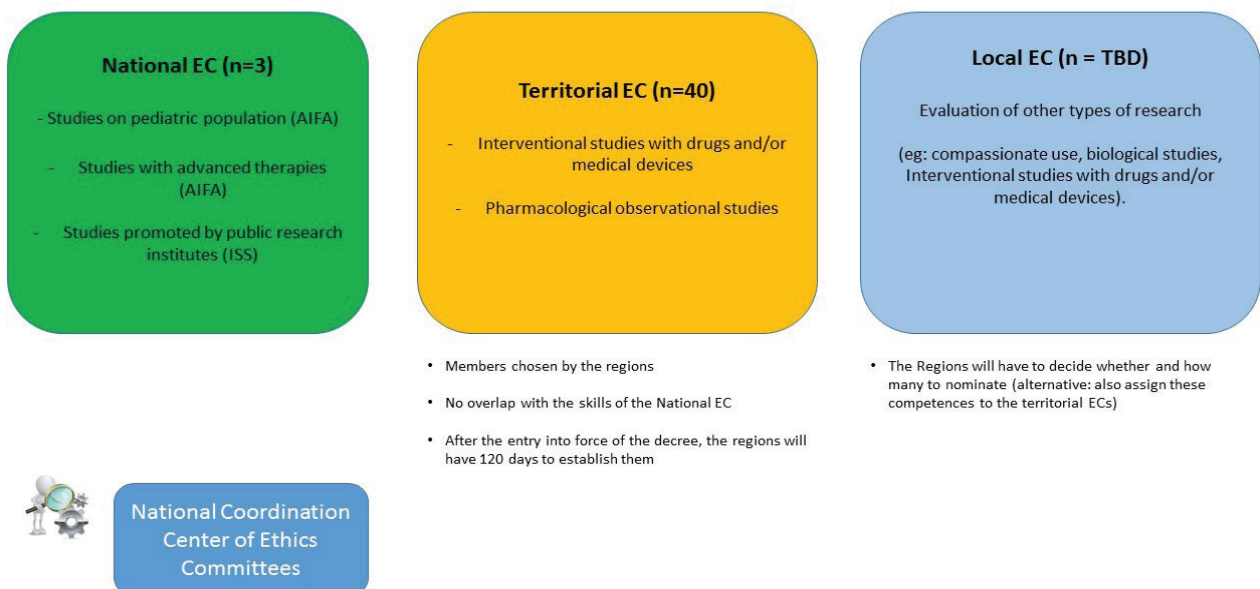 National EC (n=3)
- Studies on pediatric population (AIFA)
- Studies with advanced therapies
(AIFA)
- Studies promoted by public research
institutes (ISS)
Territorial EC (n=40)
- Interventional studies with drugs and/or
medical devices
- Pharmacological observational studies
Local EC (n = TBD)
Evaluation of other types of research
(eg: compassionate use, biological studies,
Interventional studies with drugs and/or
medical devices).
• Members chosen by the regions
• No overlap with the skills of the National EC
• After the entry into force of the decree, the regions will
have 120 days to establish them
• The Regions will have to decide whether and how
many to nominate (alternative: also assign these
competences to the territorial ECs)
National Coordination
Center of Ethics
Committees